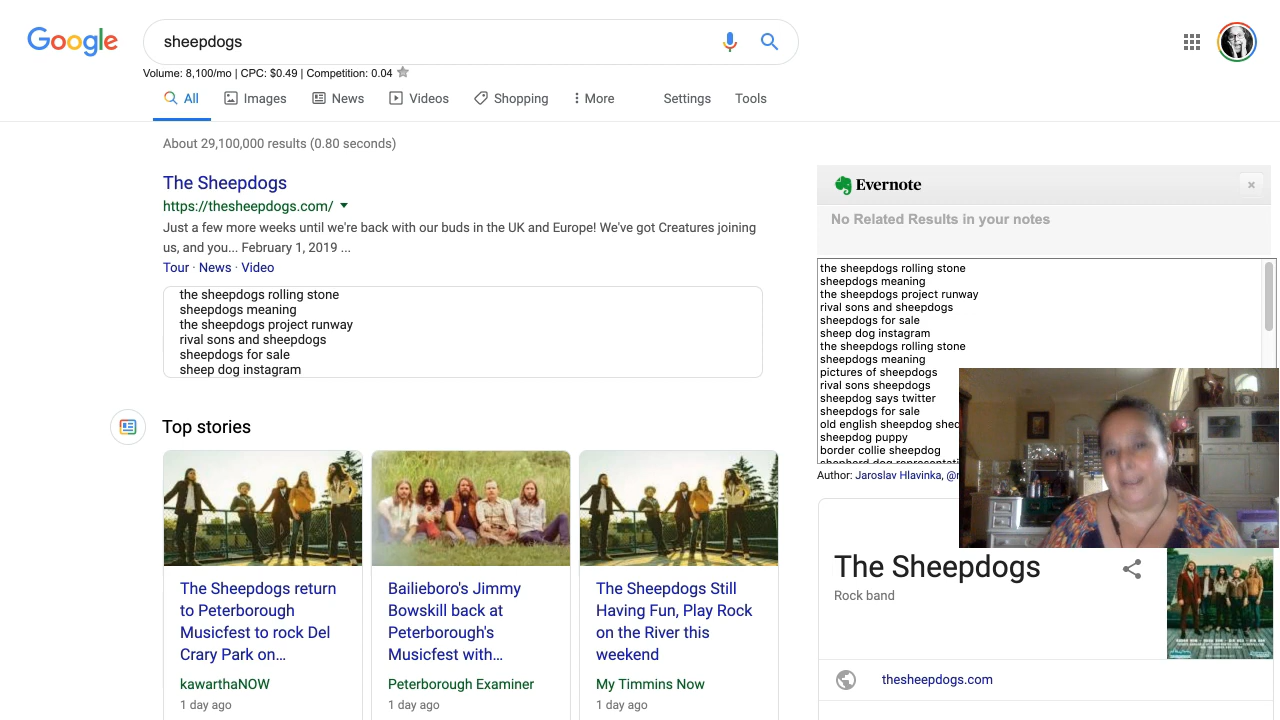 Google
sheepdogs
Volume: 8,100/mo | CPC: $0.49 | Competition: 0.04
All
Images
News
Videos
Shopping
More
Settings
Tools
About 29,100,000 results (0.80 seconds)
The Sheepdogs
https://thesheepdogs.com/
Just a few more weeks until we're back with our buds in the UK and Europe! We've got Creatures joining
us, and you... February 1, 2019 ...
Tour · News · Video
the sheepdogs rolling stone
sheepdogs meaning
the sheepdogs project runway
rival sons and sheepdogs
sheepdogs for sale
sheep dog instagram
Top stories
The Sheepdogs return
to Peterborough
Musicfest to rock Del
Crary Park on...
kawarthaNOW
1 day ago
Bailieboro's Jimmy
Bowskill back at
Peterborough's
Musicfest with...
Peterborough Examiner
1 day ago
The Sheepdogs Still
Having Fun, Play Rock
on the River this
weekend
My Timmins Now
1 day ago
Evernote
No Related Results in your notes
the sheepdogs rolling stone
sheepdogs meaning
the sheepdogs project runway
rival sons and sheepdogs
sheepdogs for sale
sheep dog instagram
the sheepdogs rolling stone
sheepdogs meaning
pictures of sheepdogs
rival sons sheepdogs
sheepdog says twitter
sheepdogs for sale
old english sheepdog
sheepdog puppy
border collie sheepdog
shepherd dog
Author: Jaroslav Hlavinka,
The Sheepdogs
Rock band
thesheepdogs.com